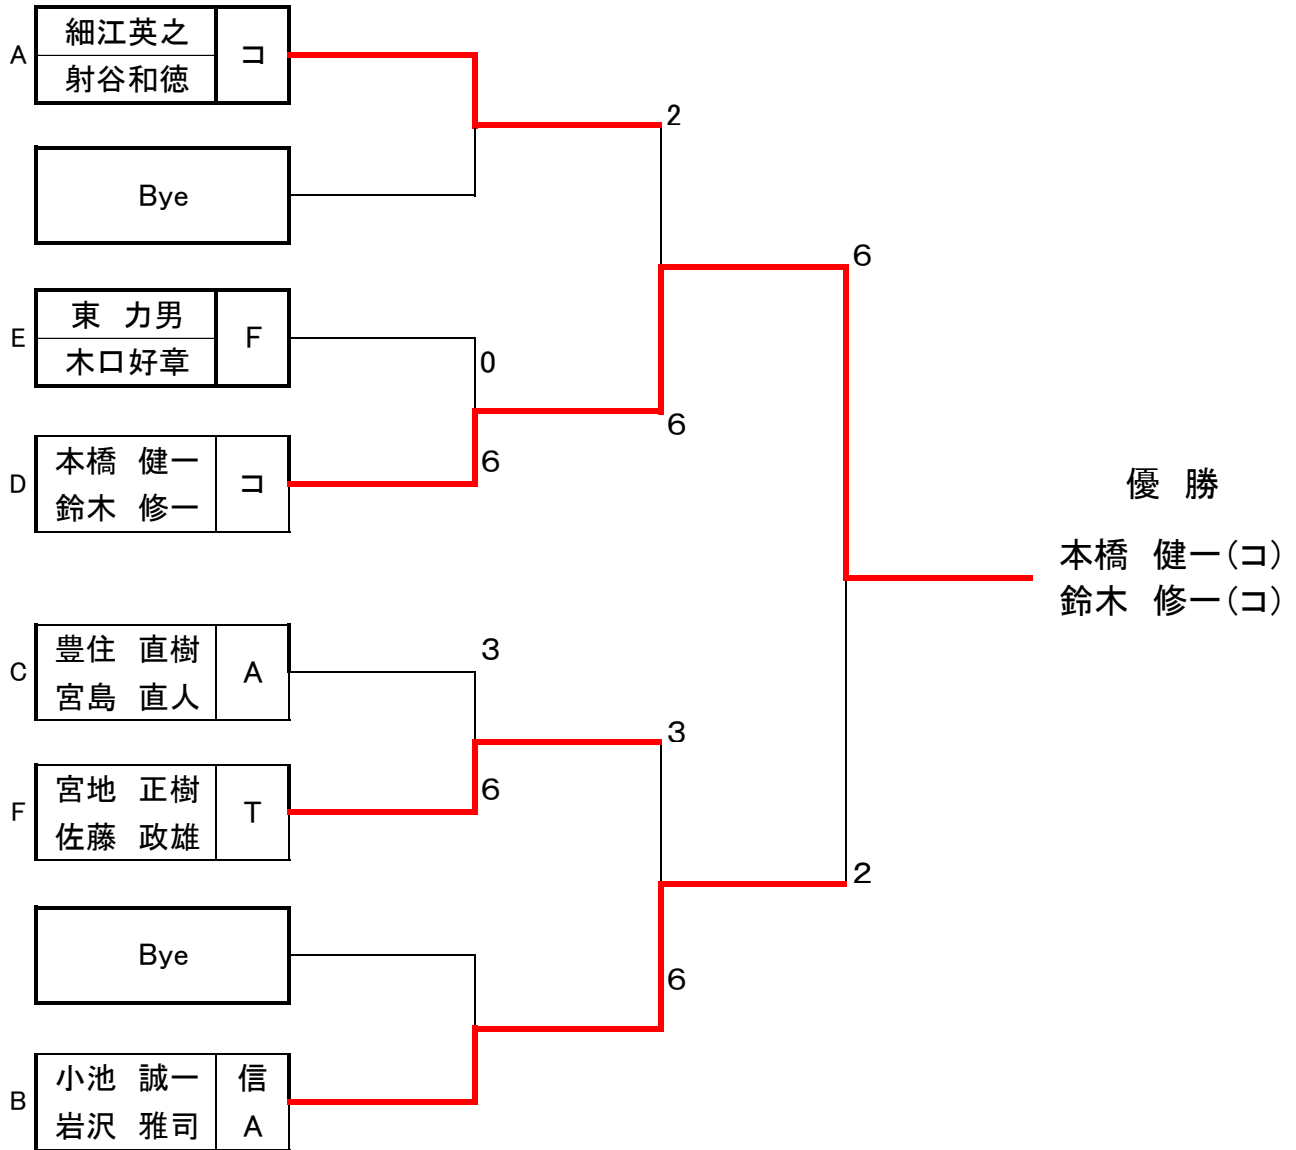 A
細江英之
射谷和徳
コ
2
Bye
6
E
東 力男
木口好章
F
0
6
D
本橋 健一
鈴木 修一
コ
6
優 勝
本橋 健一(コ)
鈴木 修一(コ)
C
豊住 直樹
宮島 直人
A
3
3
F
宮地 正樹
佐藤 政雄
T
6
2
Bye
6
B
小池 誠一
岩沢 雅司
信
A